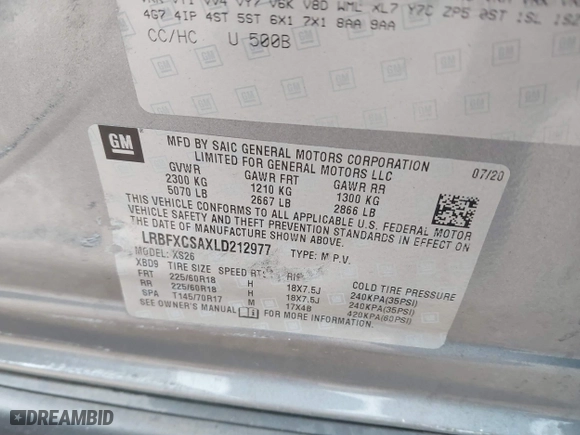 4G7 4IP 4ST 5ST 6X1 7X1 8AA 9AA
CC/HC U 500B
GM
MFD BY SAIC GENERAL MOTORS CORPORATION
LIMITED FOR GENERAL MOTORS LLC
07/20
GVWR GAWR FRT GAWR RR
2300 KG 1210 KG 1300 KG
5070 LB 2667 LB 2866 LB
THIS VEHICLE CONFORMS TO ALL APPLICABLE U.S. FEDERAL MOTOR
VEHICLE SAFETY AND THEFT PREVENTION STANDARDS IN EFFECT ON
THE DATE OF MANUFACTURE SHOWN ABOVE.
LRBFXCSAXLD212977 TYPE: M.P.V.
MODEL: XS26
XBD9 TIRE SIZE SPEED COLD TIRE PRESSURE
FRT 225/60R18 H 18X7.5J 240KPA(35PSI)
RR 225/60R18 H 18X7.5J 240KPA(35PSI)
SPA T145/70R17 M 17X4B 420KPA(60PSI)
SEE OWNER'S MANUAL FOR MORE INFORMATION.
DREAMBID